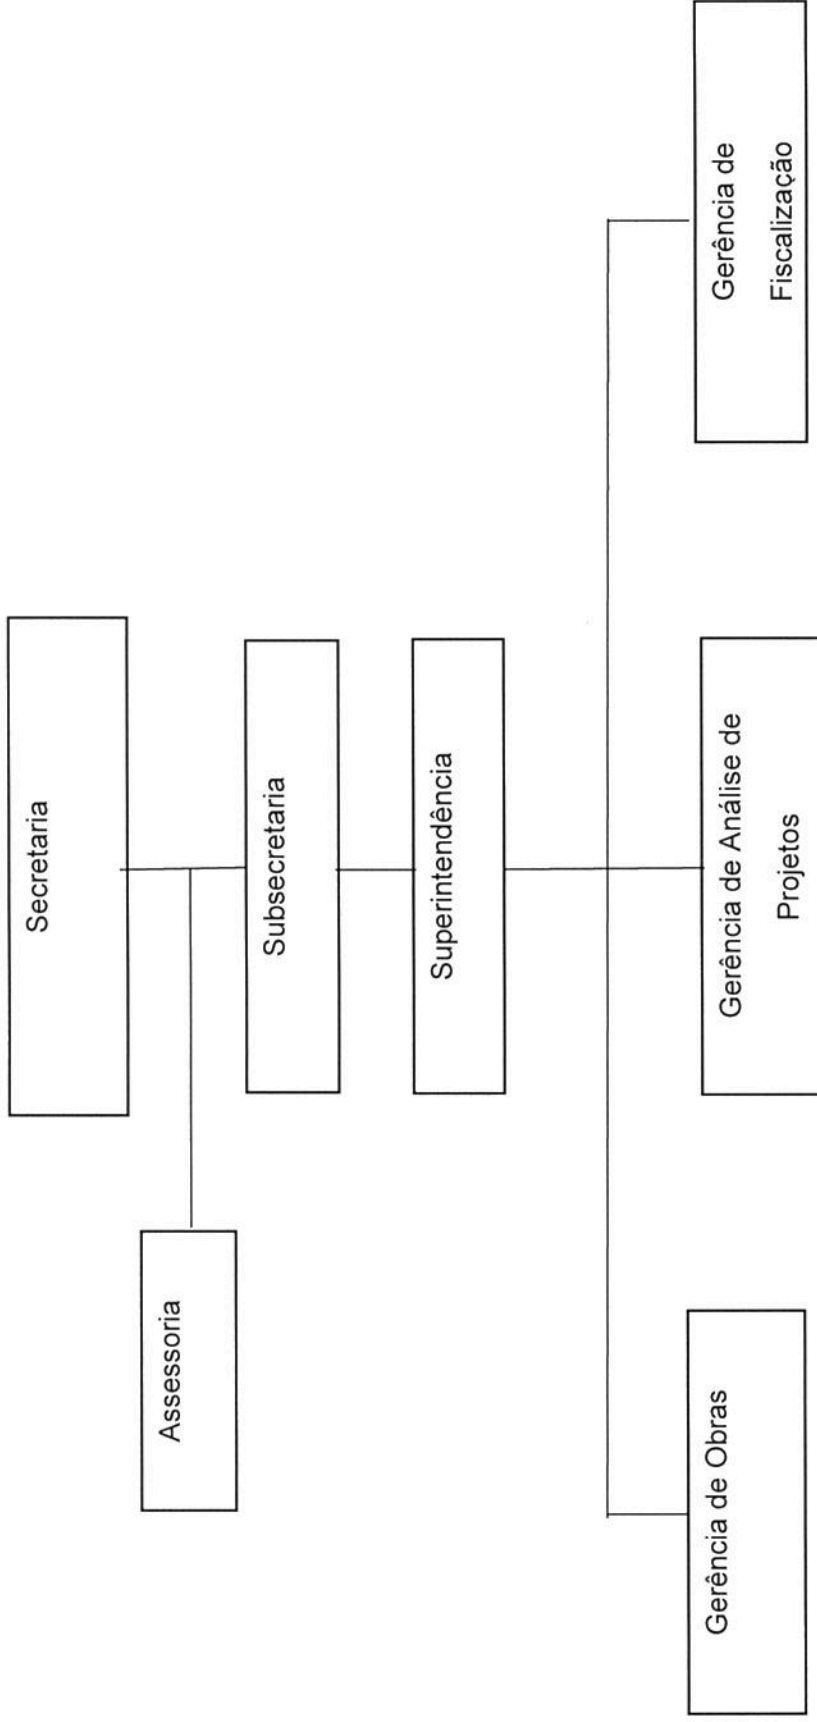 Secretaria
Assessoria
Subsecretaria
Superintendência
Gerência de Obras
Gerência de Análise de
Projetos
Gerência de
Fiscalização